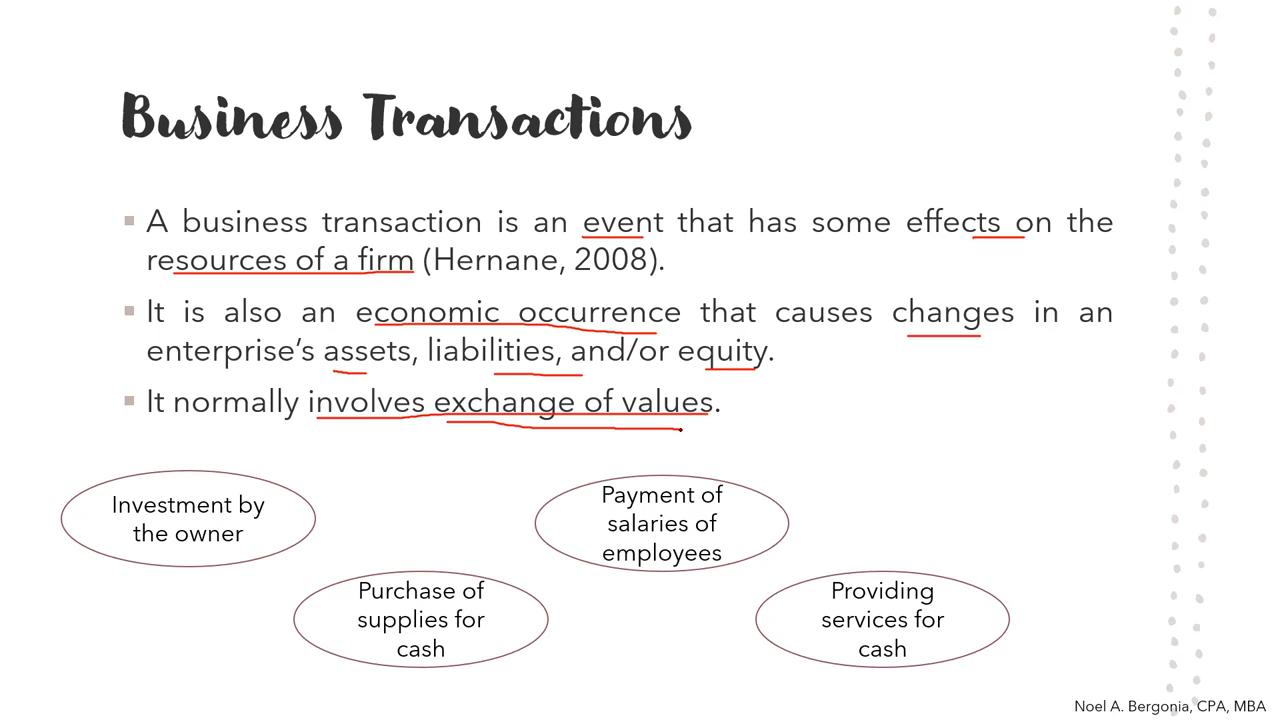 Business Transactions
A business transaction is an event that has some effects on the
resources of a firm (Hernane, 2008).
It is also an economic occurrence that causes changes in an
enterprise's assets, liabilities, and/or equity.
It normally involves exchange of values.
Investment by
the owner
Payment of
salaries of
employees
Purchase of
supplies for
cash
Providing
services for
cash
Noel A. Bergonia, CPA, MBA